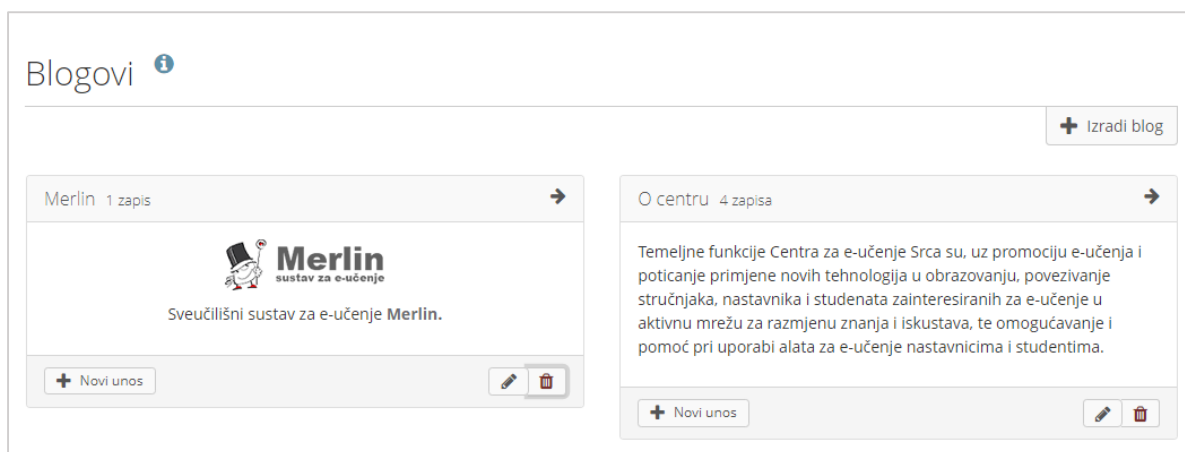 Blogovi
Izradi blog
Merlin 1 zapis
Merlin
sustav za e-učenje
Sveučilišni sustav za e-učenje Merlin.
Novi unos
O centru 4 zapisa
Temeljne funkcije Centra za e-učenje Srca su, uz promociju e-učenja i
poticanje primjene novih tehnologija u obrazovanju, povezivanje
stručnjaka, nastavnika i studenata zainteresiranih za e-učenje u
aktivnu mrežu za razmjenu znanja i iskustava, te omogućavanje i
pomoć pri uporabi alata za e-učenje nastavnicima i studentima.
Novi unos